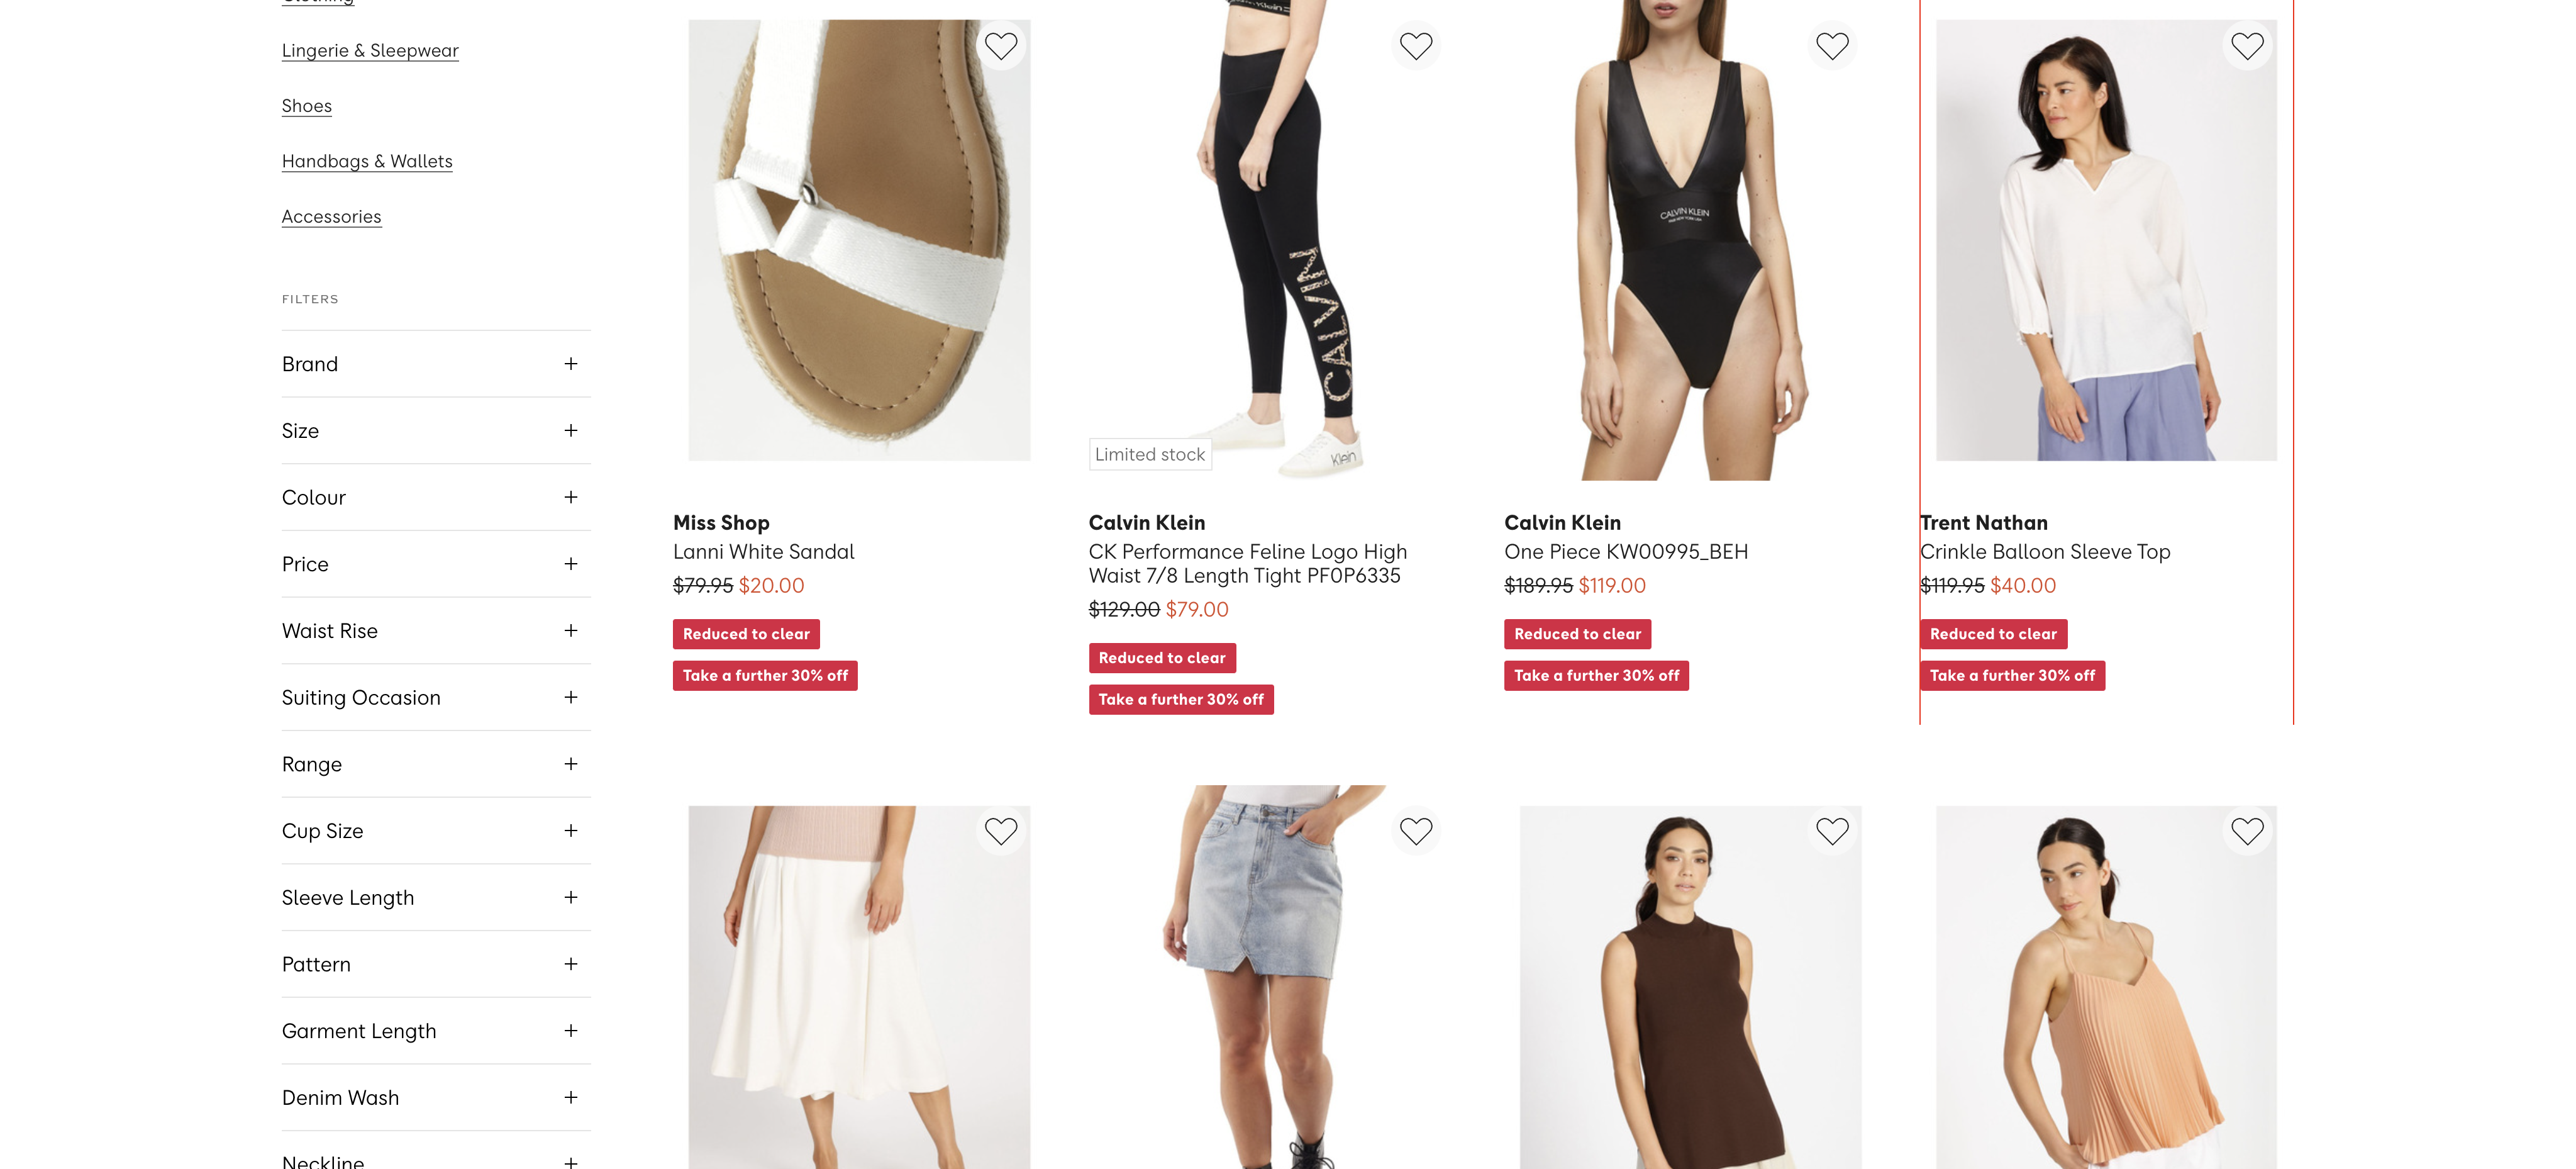 Clothing
Lingerie & Sleepwear
Shoes
Handbags & Wallets
Accessories
FILTERS
Brand
Size
Colour
Price
Waist Rise
Suiting Occasion
Range
Cup Size
Sleeve Length
Pattern
Garment Length
Denim Wash
Neckline
CALVIN
Klein
Limited stock
CALVIN KLEIN
Miss Shop
Lanni White Sandal
$79.95 $20.00
Reduced to clear
Take a further 30% off
Calvin Klein
CK Performance Feline Logo High
Waist 7/8 Length Tight PF0P6335
$129.00 $79.00
Reduced to clear
Take a further 30% off
Calvin Klein
One Piece KW00995_BEH
$189.95 $119.00
Reduced to clear
Take a further 30% off
Trent Nathan
Crinkle Balloon Sleeve Top
$119.95 $40.00
Reduced to clear
Take a further 30% off